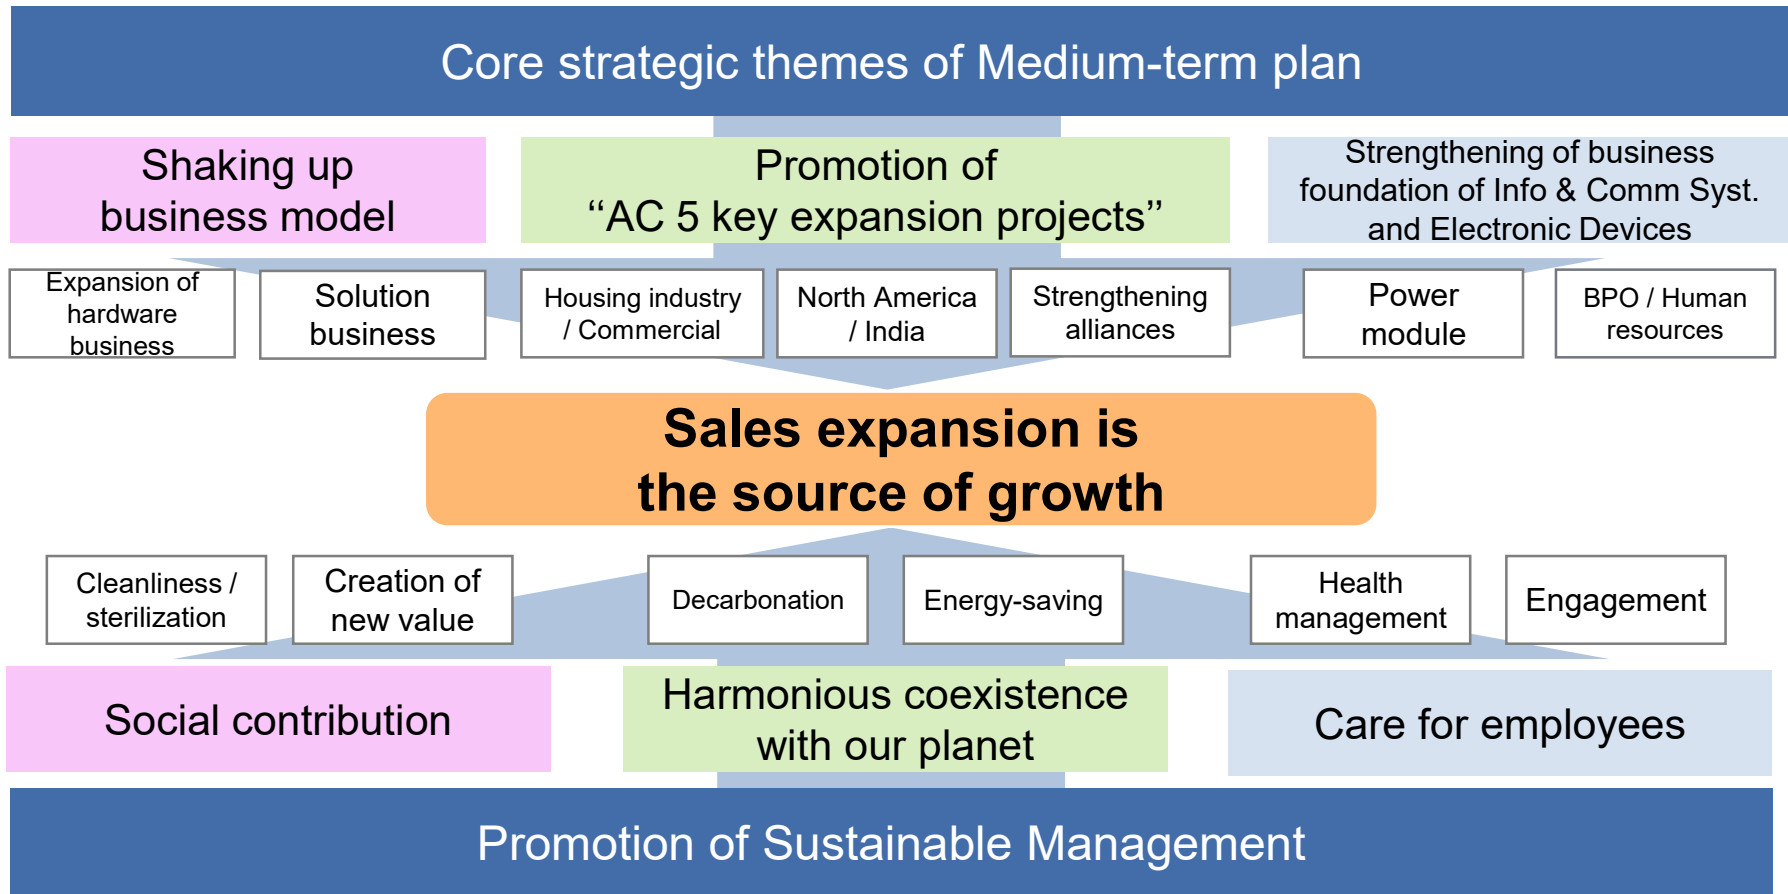 Core strategic themes of Medium-term plan
Shaking up
business model
Promotion of
“AC 5 key expansion projects”
Strengthening of business
foundation of Info & Comm Syst.
and Electronic Devices
Expansion of
hardware
business
Solution
business
Housing industry
/ Commercial
North America
/ India
Strengthening
alliances
Power
module
BPO / Human
resources
Sales expansion is
the source of growth
Cleanliness /
sterilization
Creation of
new value
Decarbonation
Energy-saving
Health
management
Engagement
Social contribution
Harmonious coexistence
with our planet
Care for employees
Promotion of Sustainable Management